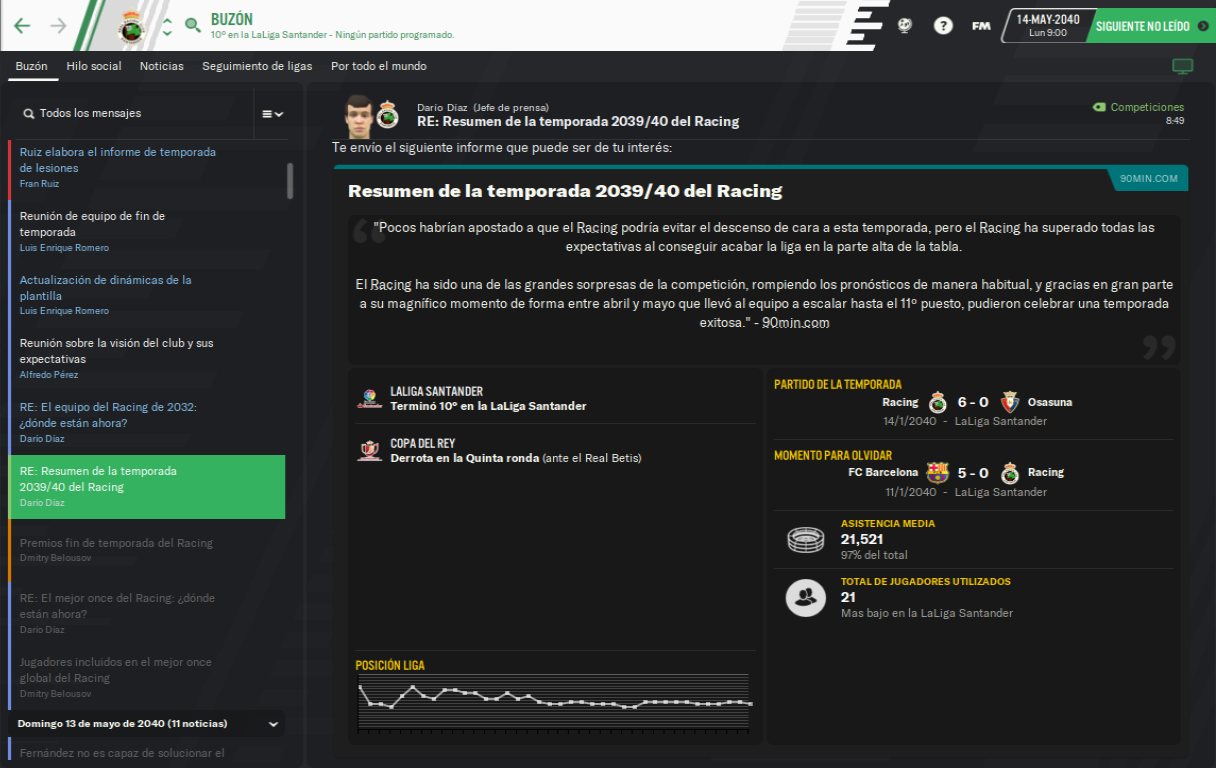 BUZÓN
10º en la LaLiga Santander - Ningún partido programado.
?
FM
14-MAY-2040
Lun 9:00
SIGUIENTE NO LEÍDO
Buzón Hilo social Noticias Seguimiento de ligas Por todo el mundo
Todos los mensajes
Ruiz elabora el informe de temporada
de lesiones
Fran Ruiz
Reunión de equipo de fin de
temporada
Luis Enrique Romero
Actualización de dinámicas de la
plantilla
Luis Enrique Romero
Reunión sobre la visión del club y sus
expectativas
Alfredo Pérez
RE: El equipo del Racing de 2032:
¿dónde están ahora?
Darío Díaz
RE: Resumen de la temporada
2039/40 del Racing
Darío Díaz
Premios fin de temporada del Racing
Dmitry Belousov
RE: El mejor once del Racing: ¿dónde
están ahora?
Darío Díaz
Jugadores incluidos en el mejor once
global del Racing
Dmitry Belousov
Domingo 13 de mayo de 2040 (11 noticias)
Fernández no es capaz de solucionar el
Darío Díaz (Jefe de prensa)
RE: Resumen de la temporada 2039/40 del Racing
Competiciones
8:49
Te envío el siguiente informe que puede ser de tu interés:
90MIN.COM
Resumen de la temporada 2039/40 del Racing
"Pocos habrían apostado a que el Racing podría evitar el descenso de cara a esta temporada, pero el Racing ha superado todas las
expectativas al conseguir acabar la liga en la parte alta de la tabla.
El Racing ha sido una de las grandes sorpresas de la competición, rompiendo los pronósticos de manera habitual, y gracias en gran parte
a su magnífico momento de forma entre abril y mayo que llevó al equipo a escalar hasta el 11º puesto, pudieron celebrar una temporada
exitosa." - 90min.com
LALIGA SANTANDER
Terminó 10º en la LaLiga Santander
COPA DEL REY
Derrota en la Quinta ronda (ante el Real Betis)
POSICIÓN LIGA
PARTIDO DE LA TEMPORADA
Racing 6 - 0 Osasuna
14/1/2040 - LaLiga Santander
MOMENTO PARA OLVIDAR
FC Barcelona 5 - 0 Racing
11/1/2040 - LaLiga Santander
ASISTENCIA MEDIA
21,521
97% del total
TOTAL DE JUGADORES UTILIZADOS
21
Mas bajo en la LaLiga Santander